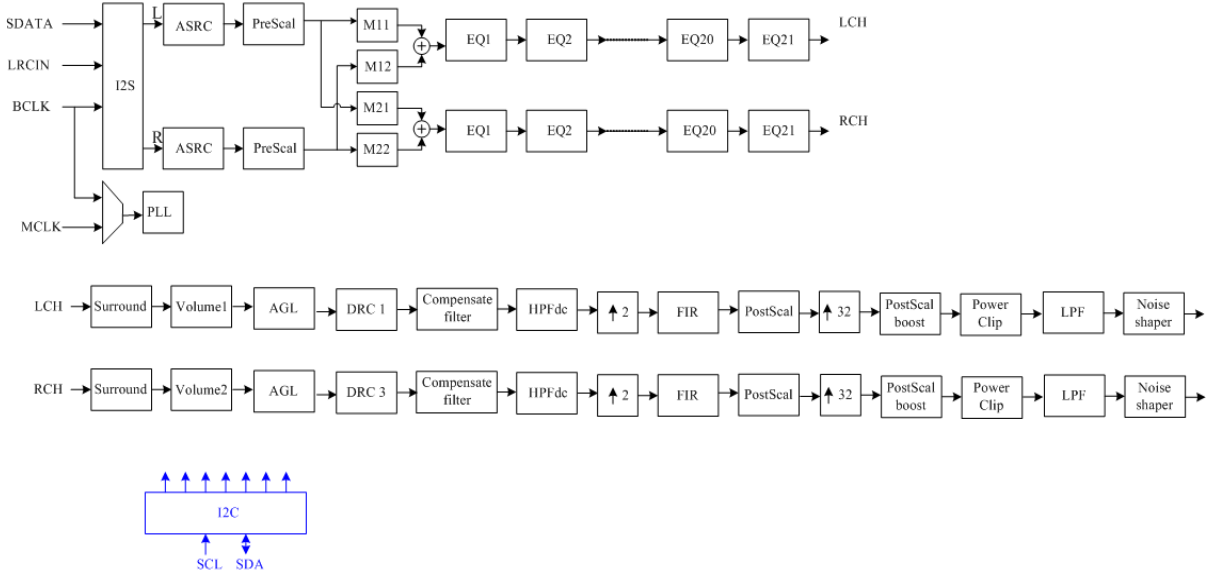 SDATA
LRCIN
BCLK
MCLK
I2S
L
R
ASRC
PreScal
ASRC
PreScal
PLL
M11
M12
M21
M22
EQ1
EQ2
EQ20
EQ21
LCH
EQ1
EQ2
EQ20
EQ21
RCH
LCH
Surround
Volume1
AGL
DRC 1
Compensate
filter
HPFdc
2
FIR
PostScal
32
PostScal
boost
Power
Clip
LPF
Noise
shaper
RCH
Surround
Volume2
AGL
DRC 3
Compensate
filter
HPFdc
2
FIR
PostScal
32
PostScal
boost
Power
Clip
LPF
Noise
shaper
I2C
SCL
SDA